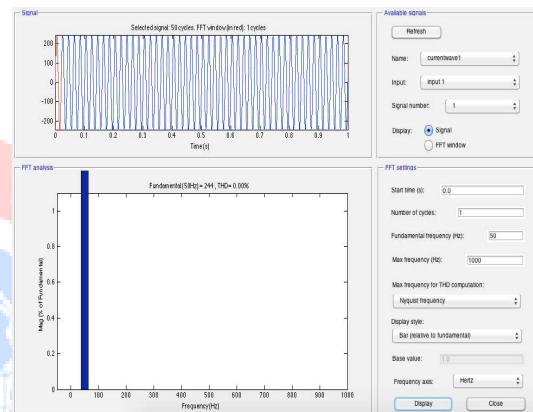 Signal
Selected signal: 50 cycles. FFT window (in red): 1 cycles
200
100
0
-100
-200
0 0.1 0.2 0.3 0.4 0.5 0.6 0.7 0.8 0.9 1
Time (s)
FFT analysis
Fundamental (50Hz) = 244 , THD= 0.00%
Mag (% of Fundamental)
1
0.8
0.6
0.4
0.2
0
0 100 200 300 400 500 600 700 800 900 1000
Frequency (Hz)
Available signals
Refresh
Name: currentwave1
Input: input 1
Signal number: 1
Display: Signal
FFT window
FFT settings
Start time (s): 0.0
Number of cycles: 1
Fundamental frequency (Hz): 50
Max frequency (Hz): 1000
Max frequency for THD computation:
Nyquist frequency
Display style:
Bar (relative to fundamental)
Base value: 1.0
Frequency axis: Hertz
Display Close